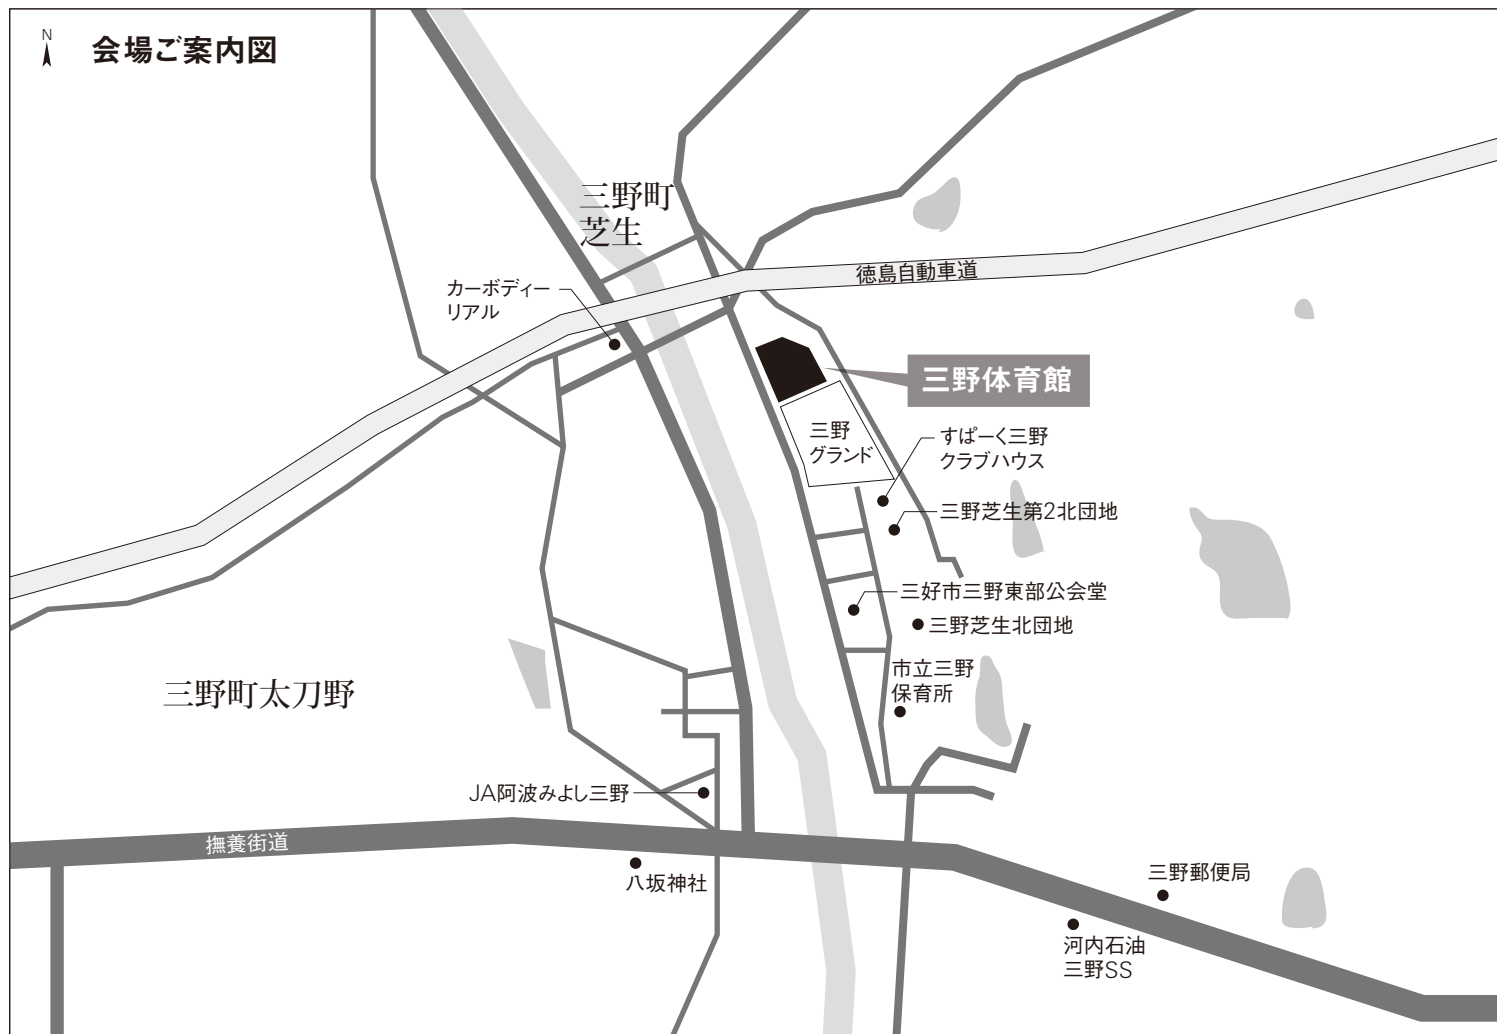 N
会場ご案内図
三野町
芝生
徳島自動車道
カーボディー
リアル
三野体育館
三野
グランド
すぱーく三野
クラブハウス
三野芝生第2北団地
三好市三野東部公会堂
三野芝生北団地
市立三野
保育所
三野町太刀野
JA阿波みよし三野
撫養街道
八坂神社
三野郵便局
河内石油
三野SS